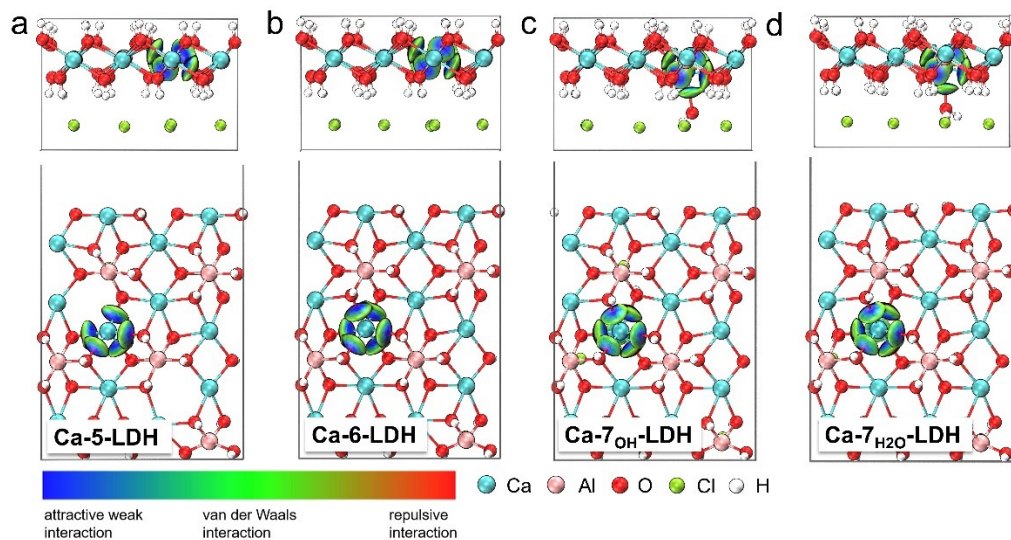 a
b
c
d
Ca-5-LDH
Ca-6-LDH
Ca-7OH-LDH
Ca-7H2O-LDH
attractive weak
interaction
van der Waals
interaction
repulsive
interaction
Ca
Al
O
Cl
H